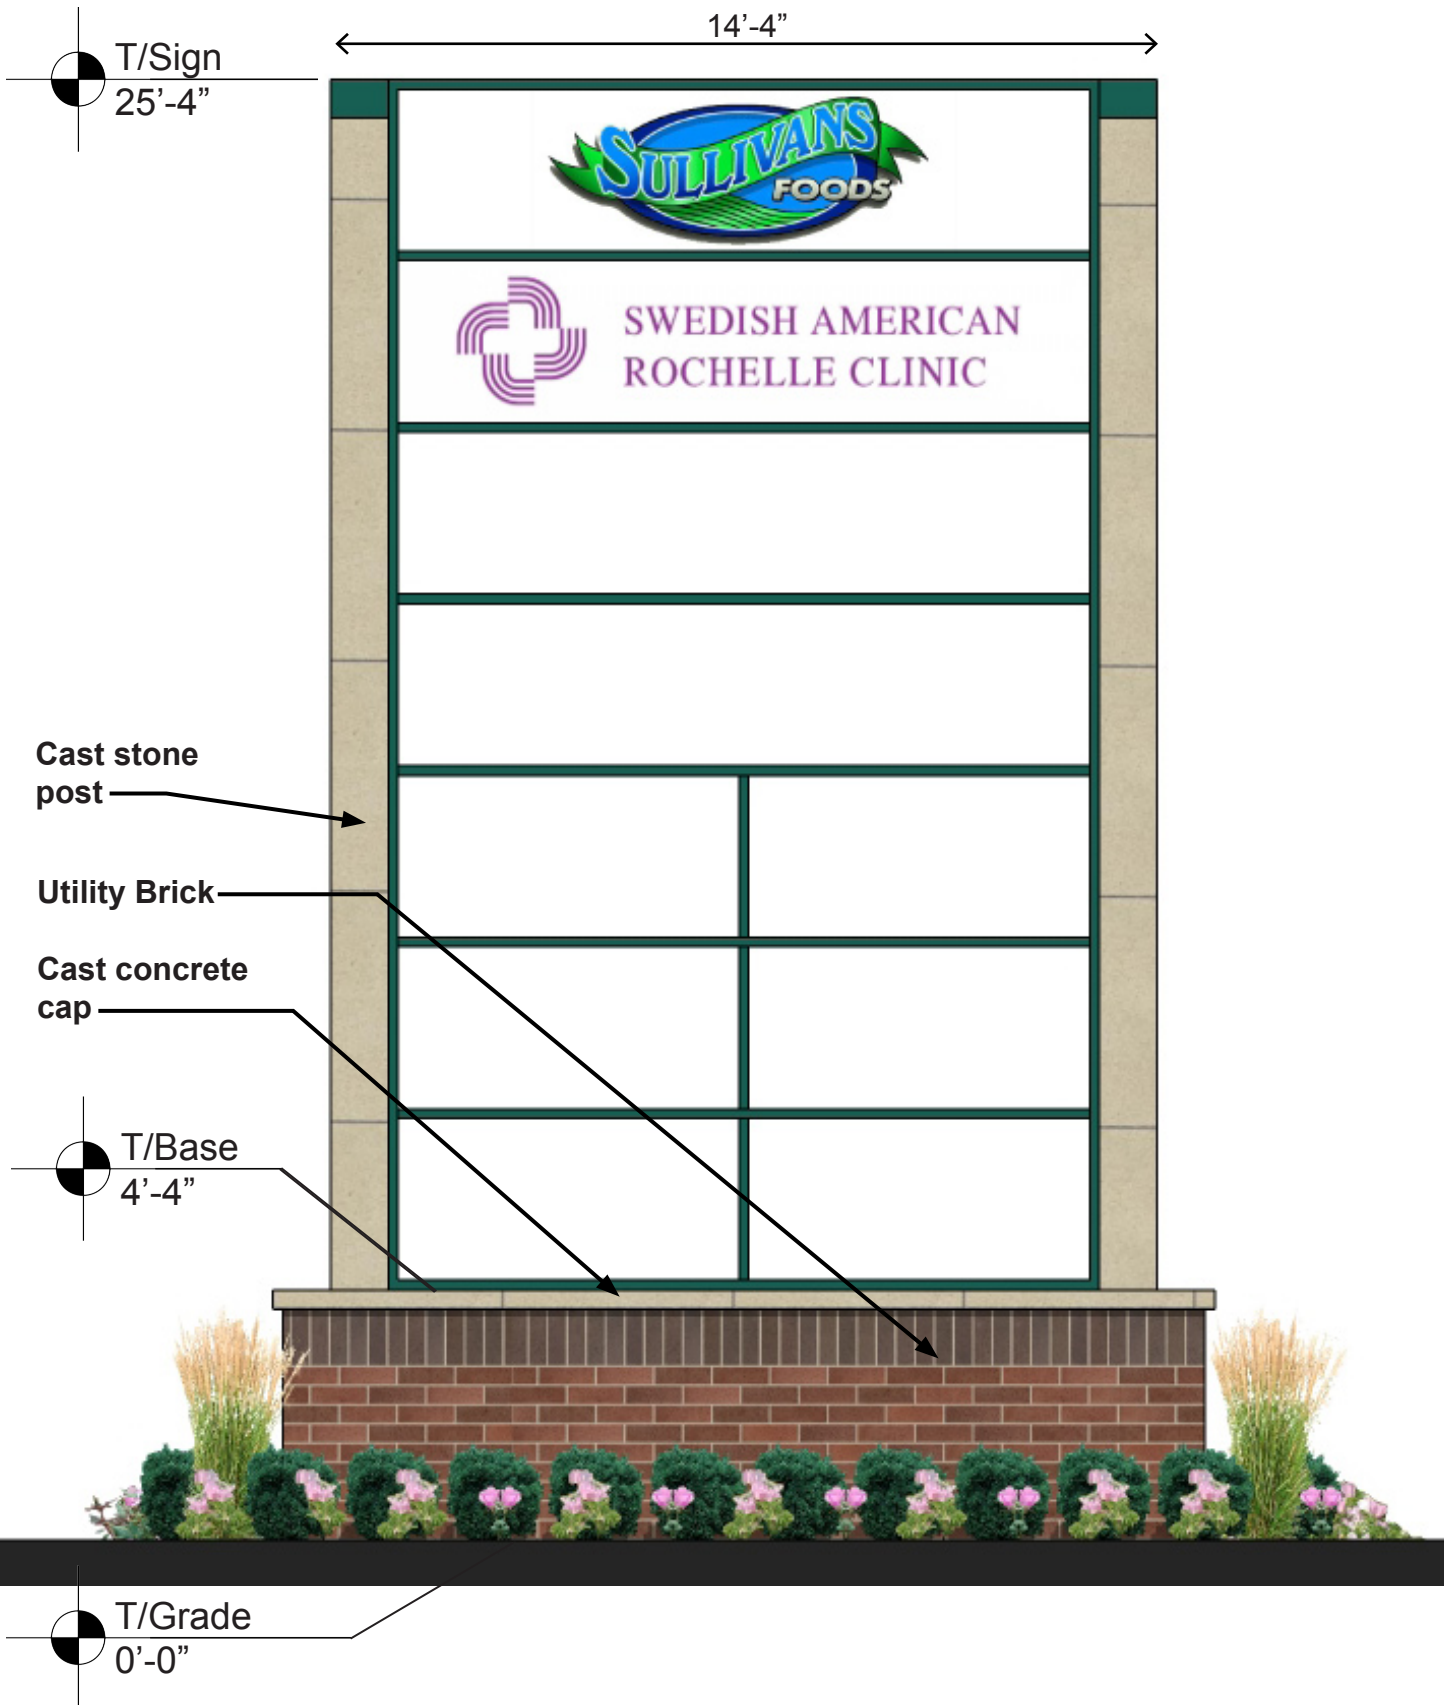 14’-4”
T/Sign
25’-4”
SULLIVANS
FOODS
SWEDISH AMERICAN
ROCHELLE CLINIC
Cast stone
post
Utility Brick
Cast concrete
cap
T/Base
4’-4”
T/Grade
0’-0”